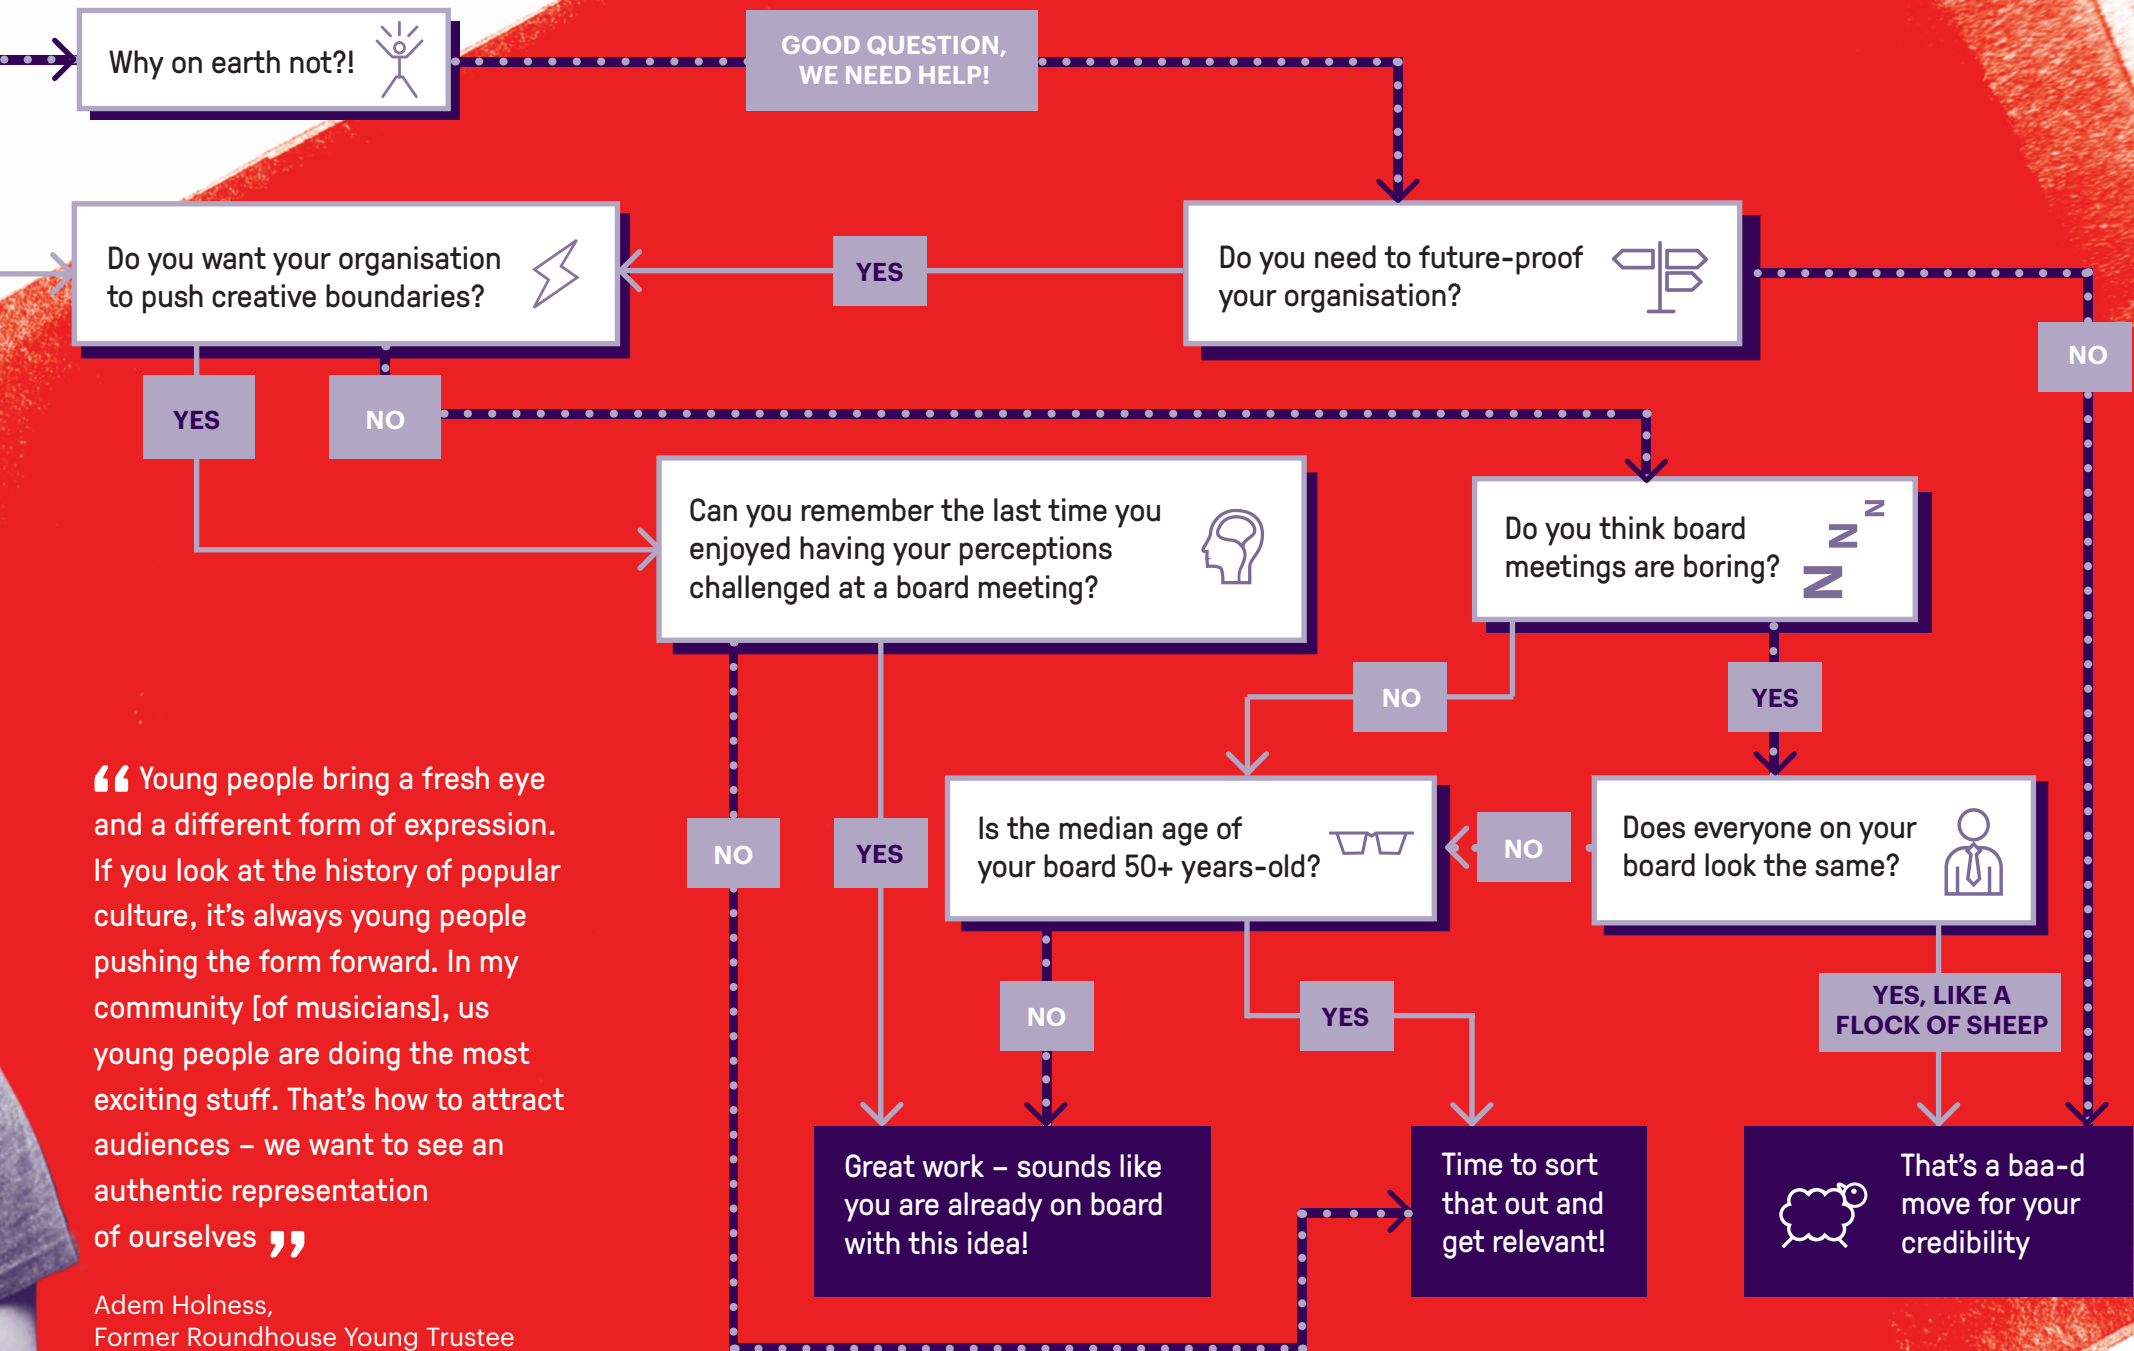 Why on earth not?!
GOOD QUESTION,
WE NEED HELP!
Do you want your organisation
to push creative boundaries?
YES
Do you need to future-proof
your organisation?
NO
YES
NO
Can you remember the last time you
enjoyed having your perceptions
challenged at a board meeting?
Do you think board
meetings are boring?
N
N
N
NO
YES
“ Young people bring a fresh eye
and a different form of expression.
If you look at the history of popular
culture, it’s always young people
pushing the form forward. In my
community [of musicians], us
young people are doing the most
exciting stuff. That’s how to attract
audiences – we want to see an
authentic representation
of ourselves ”
Adem Holness,
Former Roundhouse Young Trustee
NO
YES
Is the median age of
your board 50+ years-old?
NO
Does everyone on your
board look the same?
NO
YES
YES, LIKE A
FLOCK OF SHEEP
Great work – sounds like
you are already on board
with this idea!
Time to sort
that out and
get relevant!
That’s a baa-d
move for your
credibility